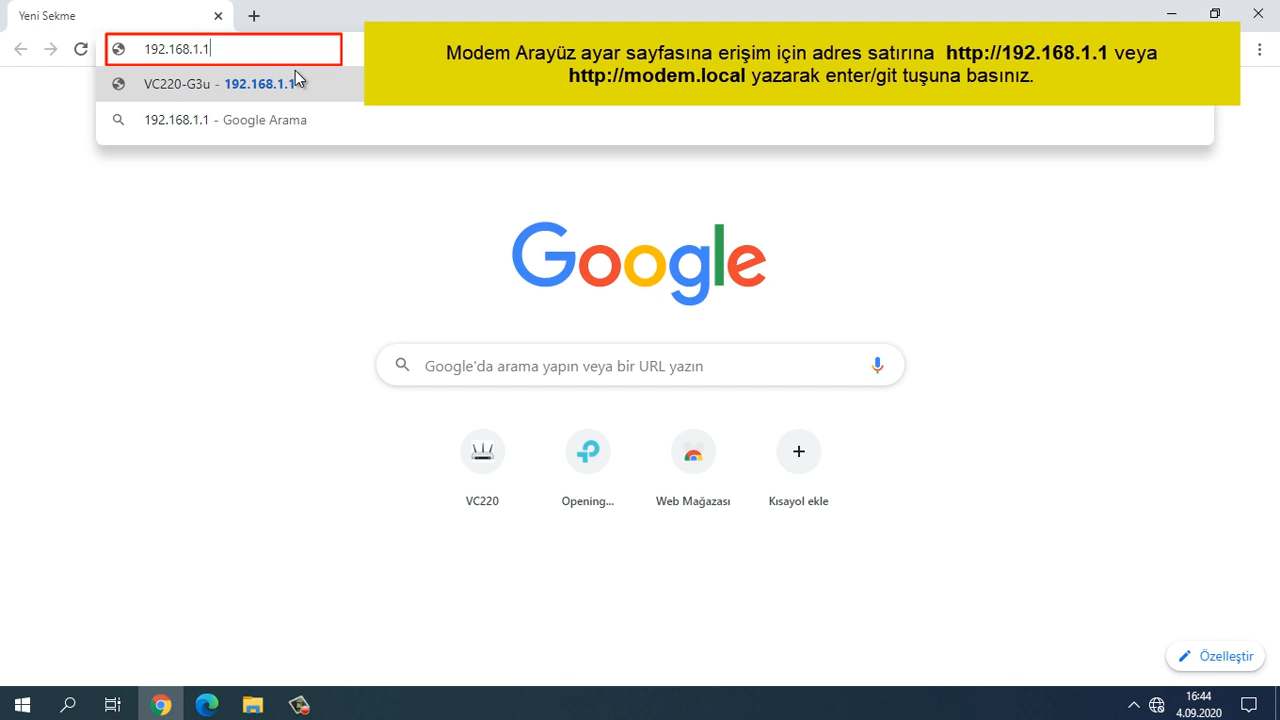 Yeni Sekme
192.168.1.1
Modem Arayüz ayar sayfasına erişim için adres satırına http://192.168.1.1 veya
http://modem.local yazarak enter/git tuşuna basınız.
VC220-G3u - 192.168.1.1
192.168.1.1 - Google Arama
Google
Google'da arama yapın veya bir URL yazın
VC220
Opening...
Web Mağazası
Kısayol ekle
Özelleştir
16:44
4.09.2020